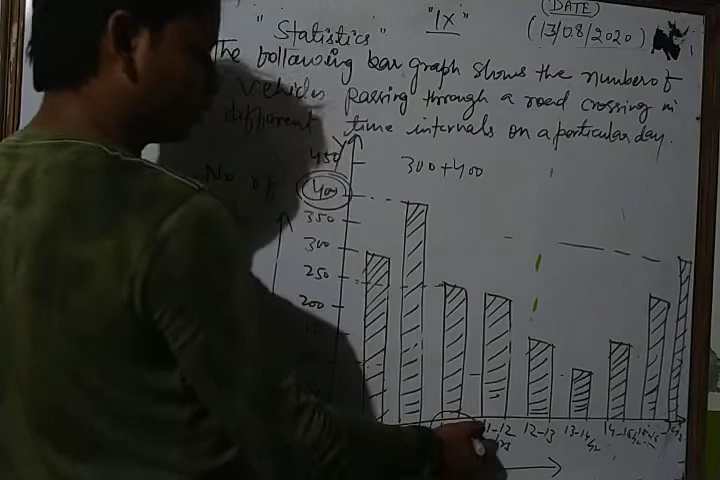 "Statistics" "IX" (DATE)
(13/08/2020)
The following bar graph shows the number of
vehicles passing through a road crossing in
different time intervals on a particular day.
Y
450 300+400
No of 400
350
300
250
200
11-12 12-13 13-14 14-15